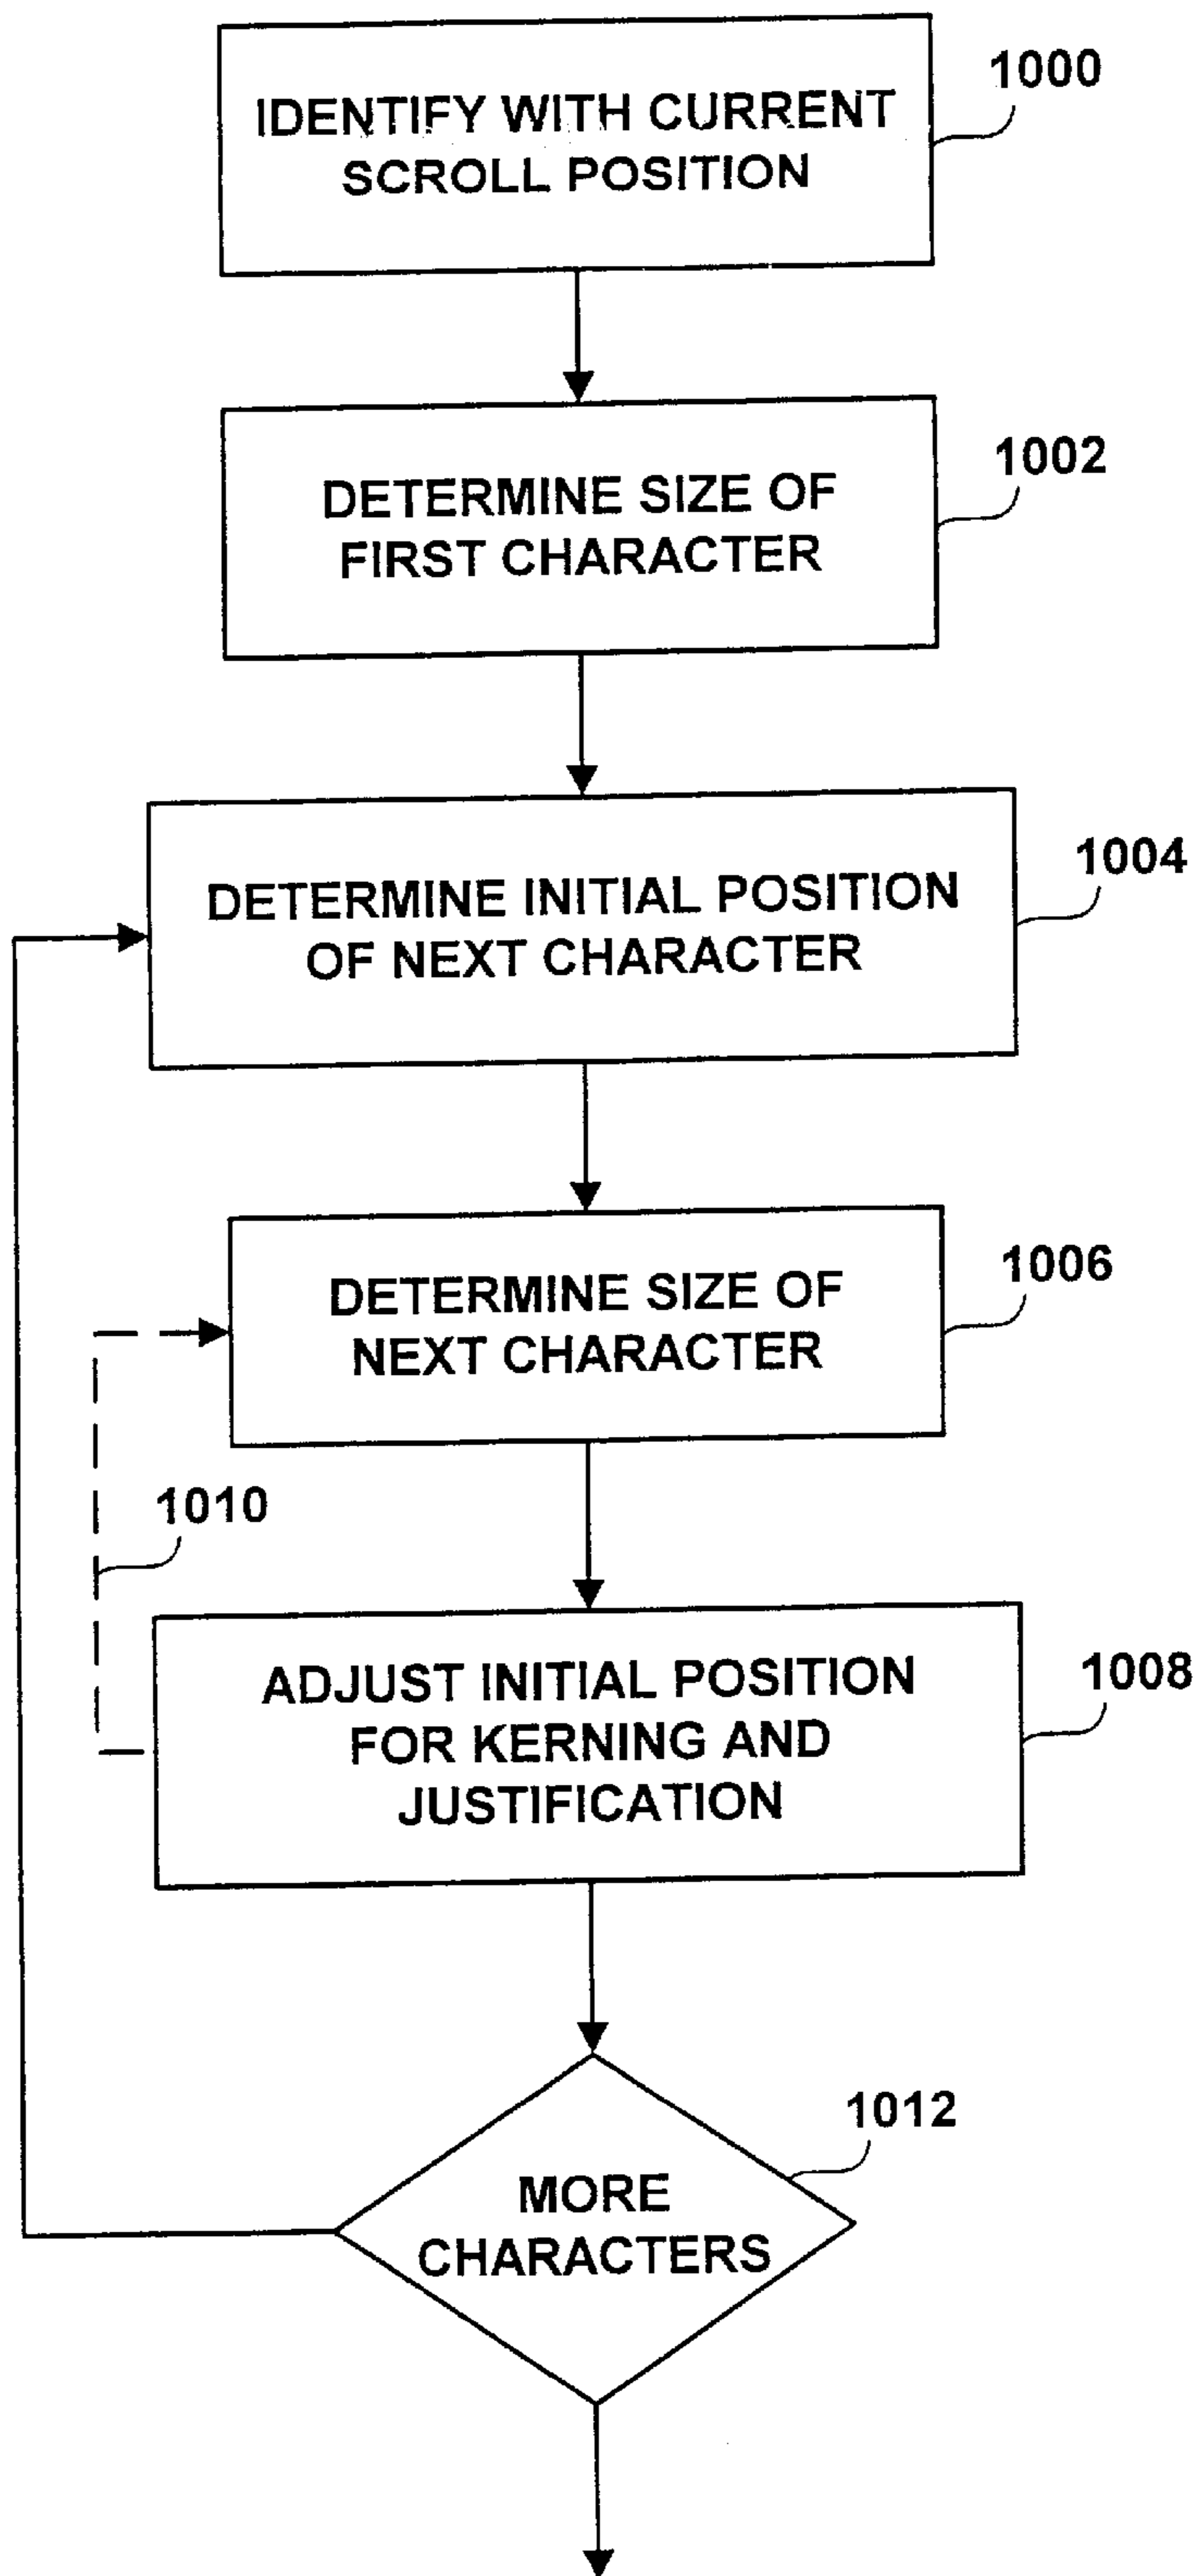 IDENTIFY WITH CURRENT
SCROLL POSITION
1000
DETERMINE SIZE OF
FIRST CHARACTER
1002
DETERMINE INITIAL POSITION
OF NEXT CHARACTER
1004
DETERMINE SIZE OF
NEXT CHARACTER
1006
1010
ADJUST INITIAL POSITION
FOR KERNING AND
JUSTIFICATION
1008
MORE
CHARACTERS
1012